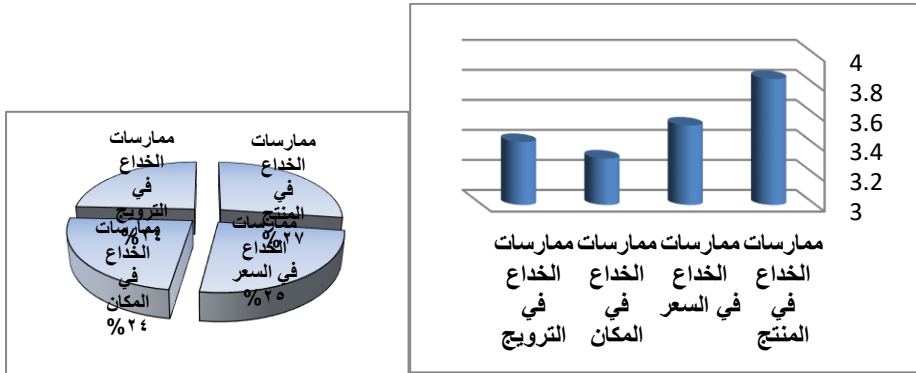 ممارسات
الخداع
في
المنتج
٢٧%
ممارسات
الخداع
في السعر
٢٥%
ممارسات
الخداع
في
المكان
٢٤%
ممارسات
الخداع
في
الترويج
٢٤%
4
3.8
3.6
3.4
3.2
3
ممارسات
الخداع
في
المنتج
ممارسات
الخداع
في السعر
ممارسات
الخداع
في
المكان
ممارسات
الخداع
في
الترويج